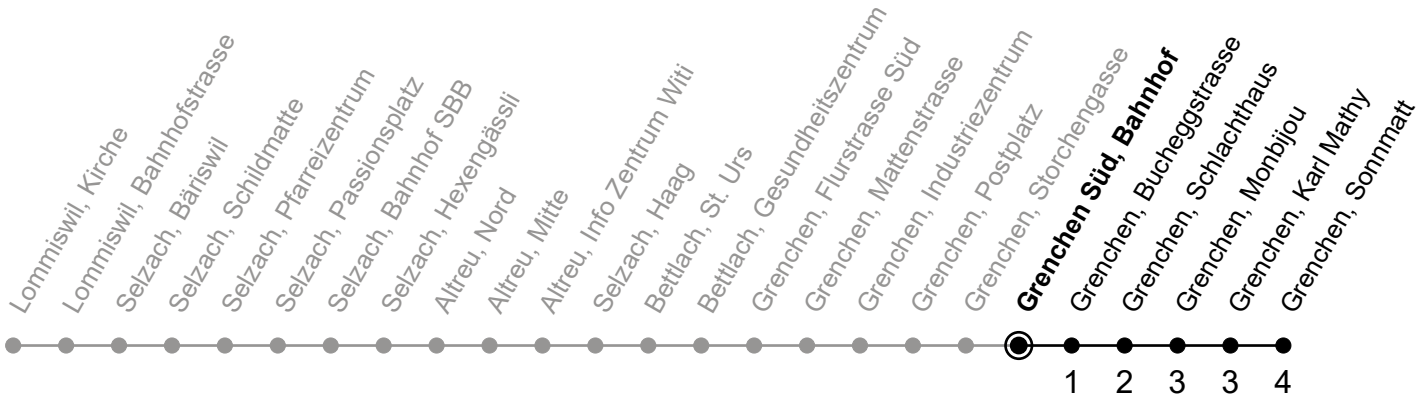 Lommiswil, Kirche
Lommiswil, Bahnhofstrasse
Selzach, Bäriswil
Selzach, Schildmatte
Selzach, Pfarreizentrum
Selzach, Passionsplatz
Selzach, Bahnhof SBB
Selzach, Hexengässli
Altreu, Nord
Altreu, Mitte
Altreu, Info Zentrum Witi
Selzach, Haag
Bettlach, St. Urs
Bettlach, Gesundheitszentrum
Grenchen, Flurstrasse Süd
Grenchen, Mattenstrasse
Grenchen, Industriezentrum
Grenchen, Postplatz
Grenchen, Storchengasse
Grenchen Süd, Bahnhof
Grenchen, Bucheggstrasse
Grenchen, Schlachthaus
Grenchen, Monbijou
Grenchen, Karl Mathy
Grenchen, Sonnmatt
1 2 3 3 4